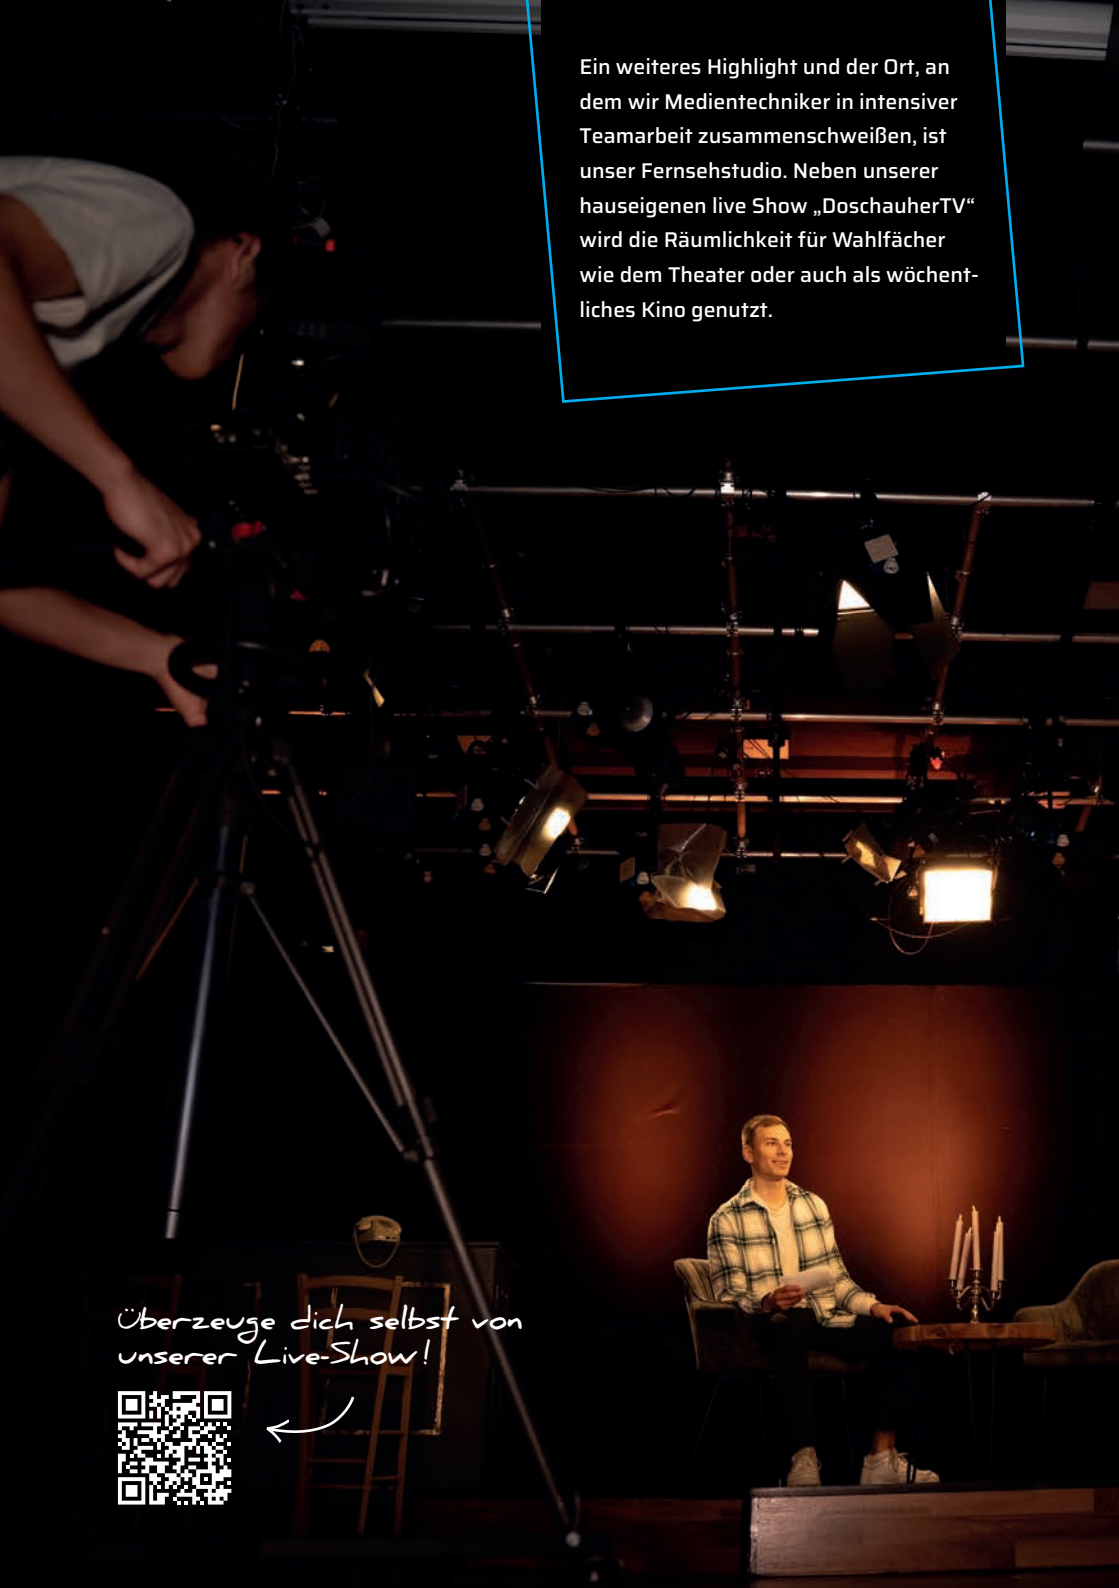 Ein weiteres Highlight und der Ort, an
dem wir Medientechniker in intensiver
Teamarbeit zusammenschweißen, ist
unser Fernsehstudio. Neben unserer
hauseigenen live Show „DoschauherTV“
wird die Räumlichkeit für Wahlfächer
wie dem Theater oder auch als wöchent-
liches Kino genutzt.
Überzeuge dich selbst von
unserer Live-Show!